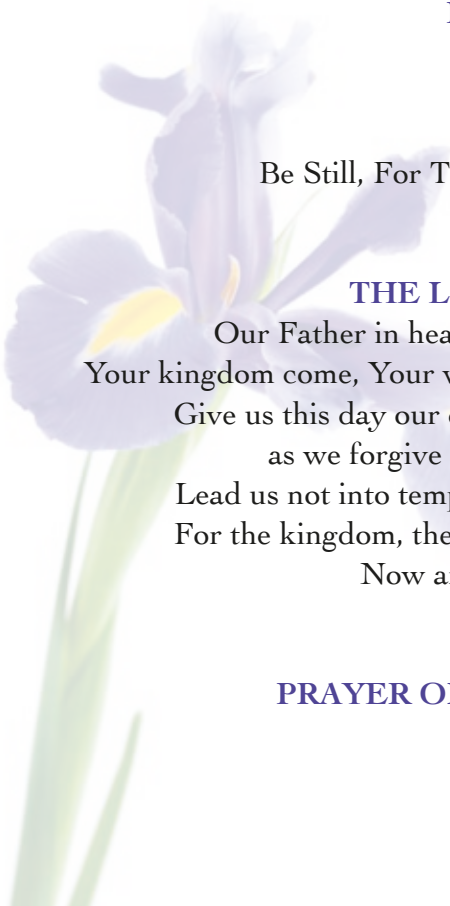 Be Still, For T
THE L
Our Father in hea
Your kingdom come, Your
Give us this day our
as we forgive
Lead us not into temp
For the kingdom, the
Now a
PRAYER O